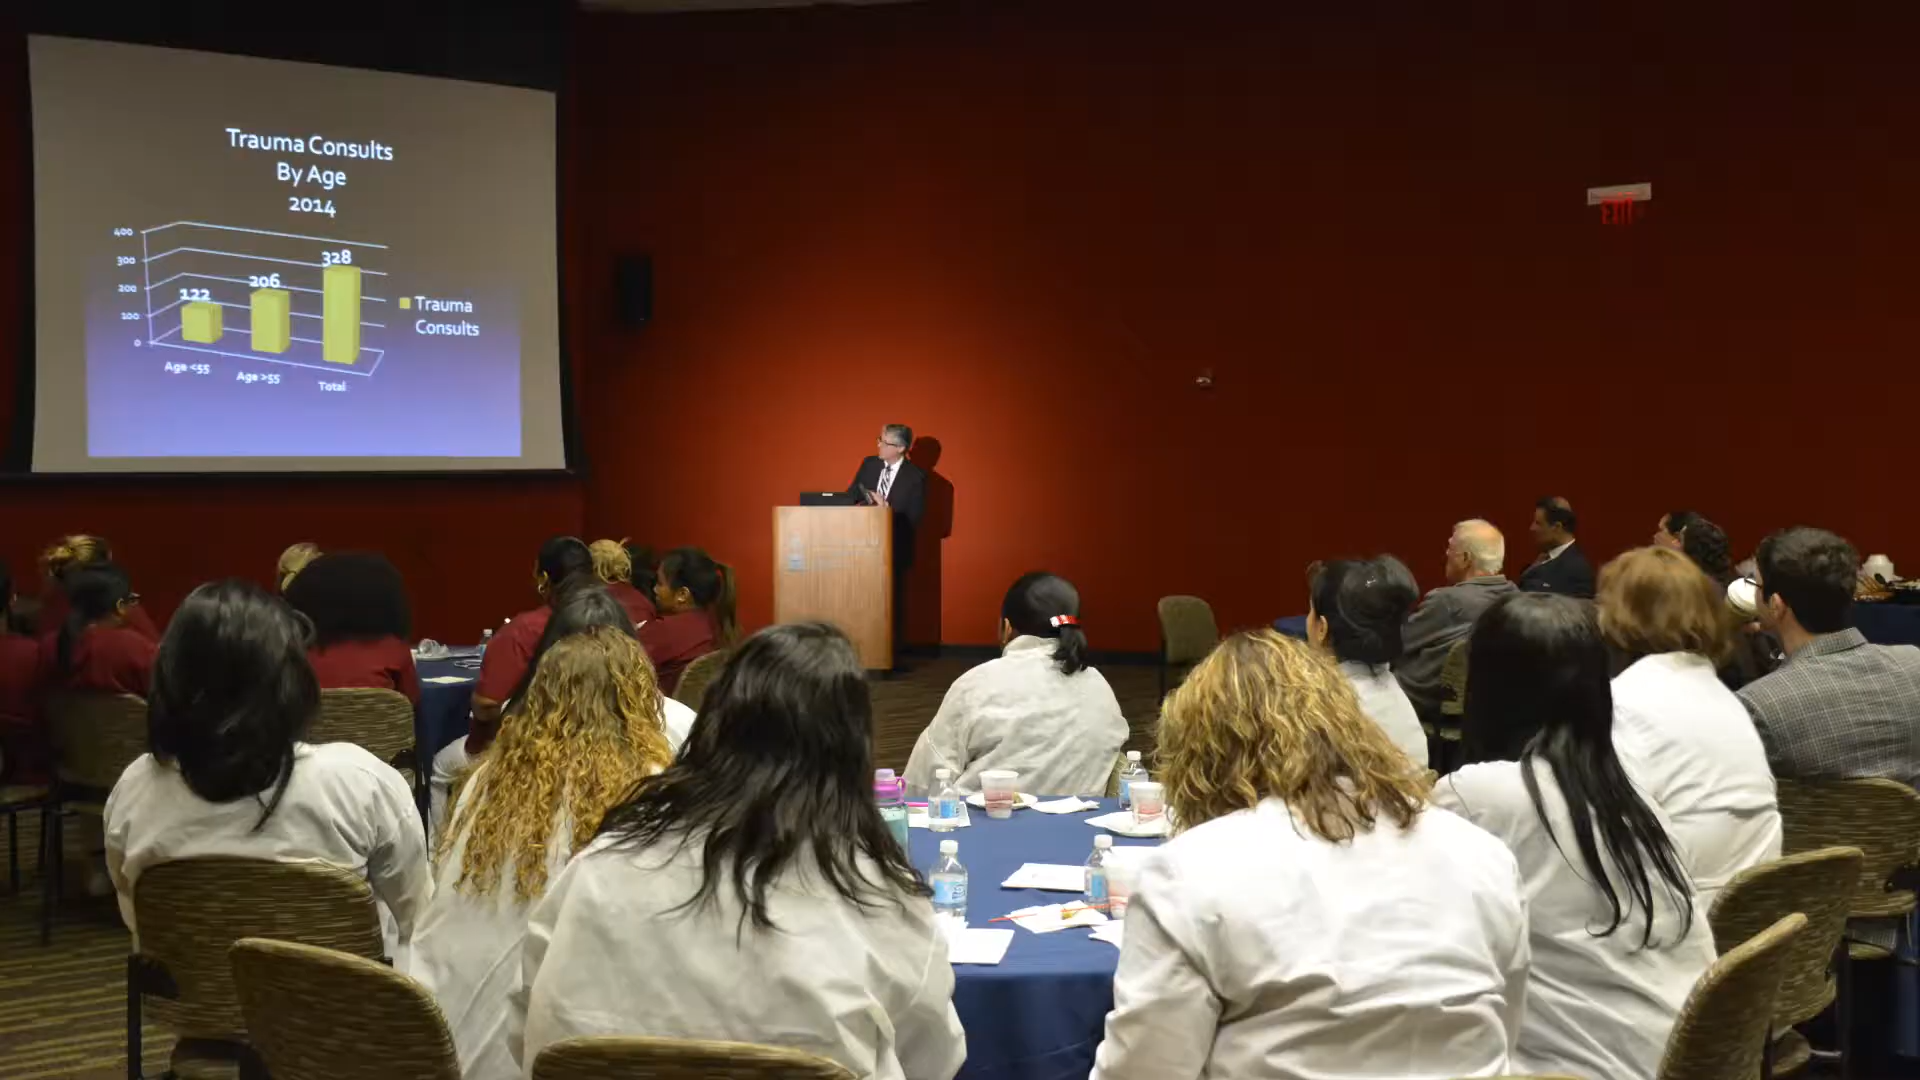 Trauma Consults
By Age
2014
400
300
200
100
0
122
206
328
Age <55
Age >55
Total
Trauma
Consults
EXIT